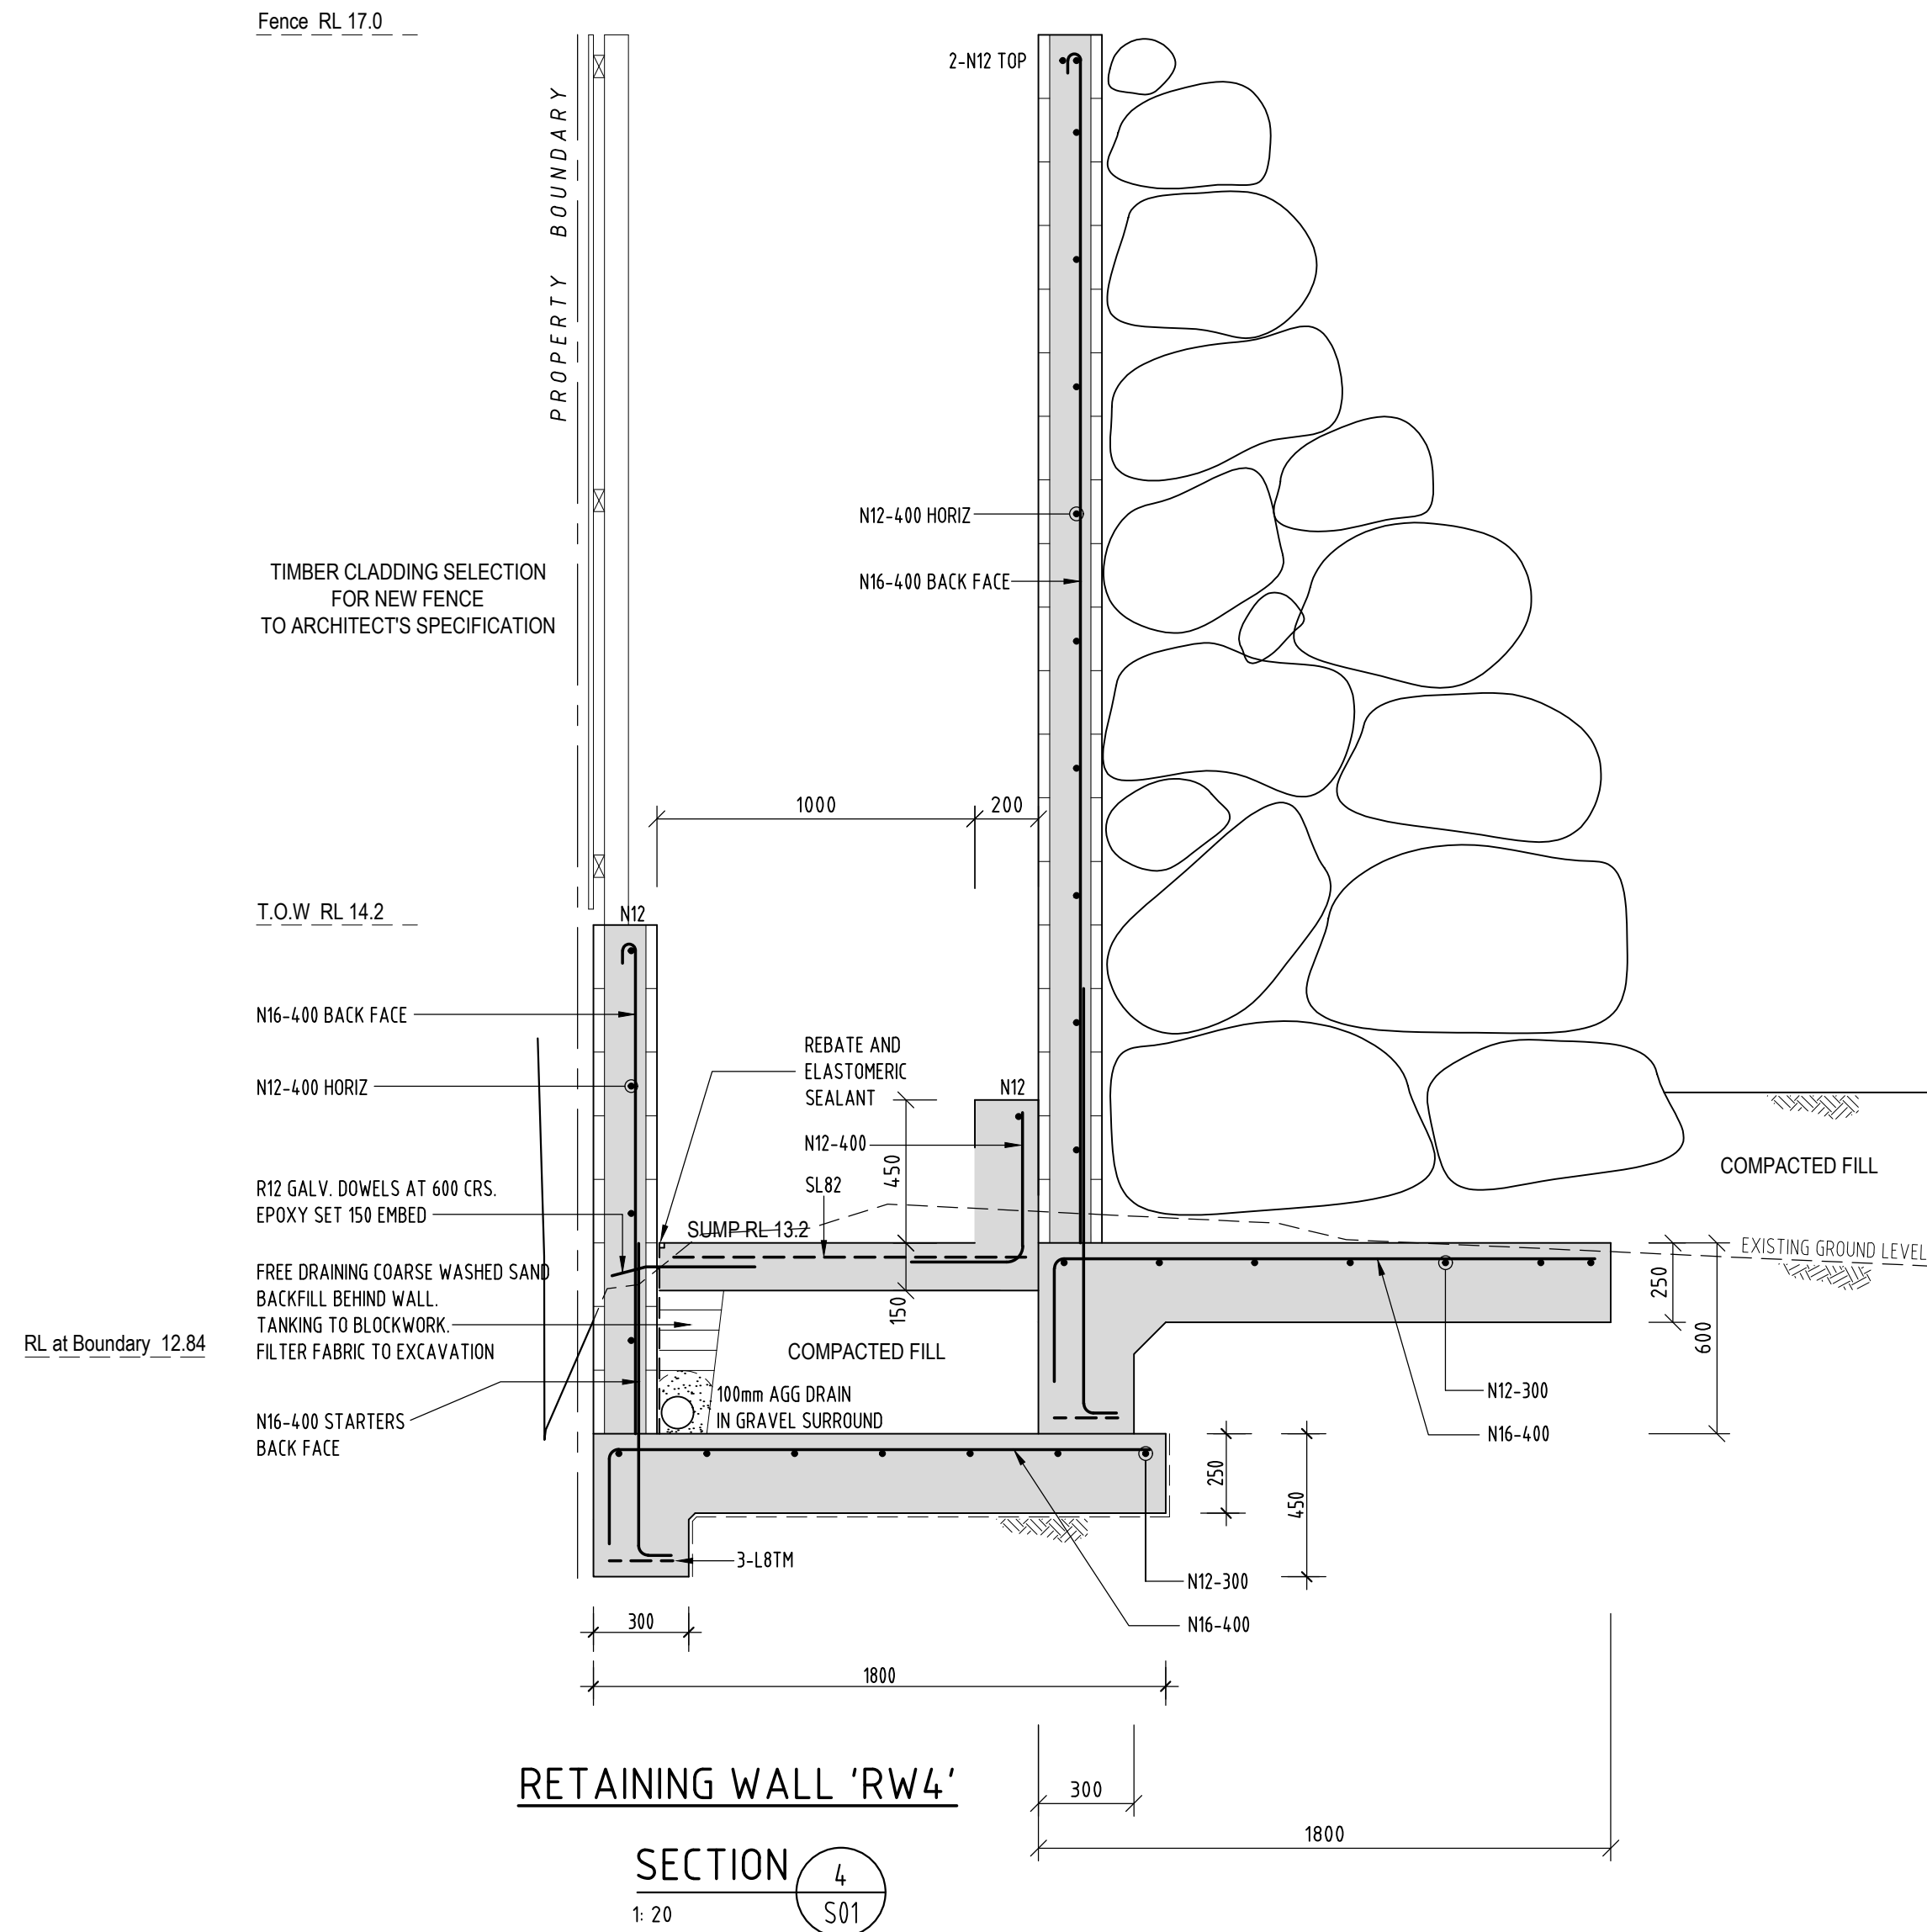 Fence RL 17.0
2-N12 TOP
PROPERTY BOUNDARY
N12-400 HORIZ
TIMBER CLADDING SELECTION
FOR NEW FENCE
TO ARCHITECT'S SPECIFICATION
N16-400 BACK FACE
1000
200
T.O.W RL 14.2
N12
N16-400 BACK FACE
REBATE AND
ELASTOMERIC
SEALANT
N12
N12-400 HORIZ
N12-400
450
SL82
COMPACTED FILL
R12 GALV. DOWELS AT 600 CRS.
EPOXY SET 150 EMBED
SUMP RL 13.2
EXISTING GROUND LEVEL
FREE DRAINING COARSE WASHED SAND
BACKFILL BEHIND WALL.
TANKING TO BLOCKWORK.
FILTER FABRIC TO EXCAVATION
150
250
600
RL at Boundary 12.84
COMPACTED FILL
100mm AGG DRAIN
IN GRAVEL SURROUND
N12-300
N16-400
N16-400 STARTERS
BACK FACE
250
450
3-L8TM
N12-300
N16-400
300
1800
300
1800
RETAINING WALL 'RW4'
SECTION
4
S01
1: 20